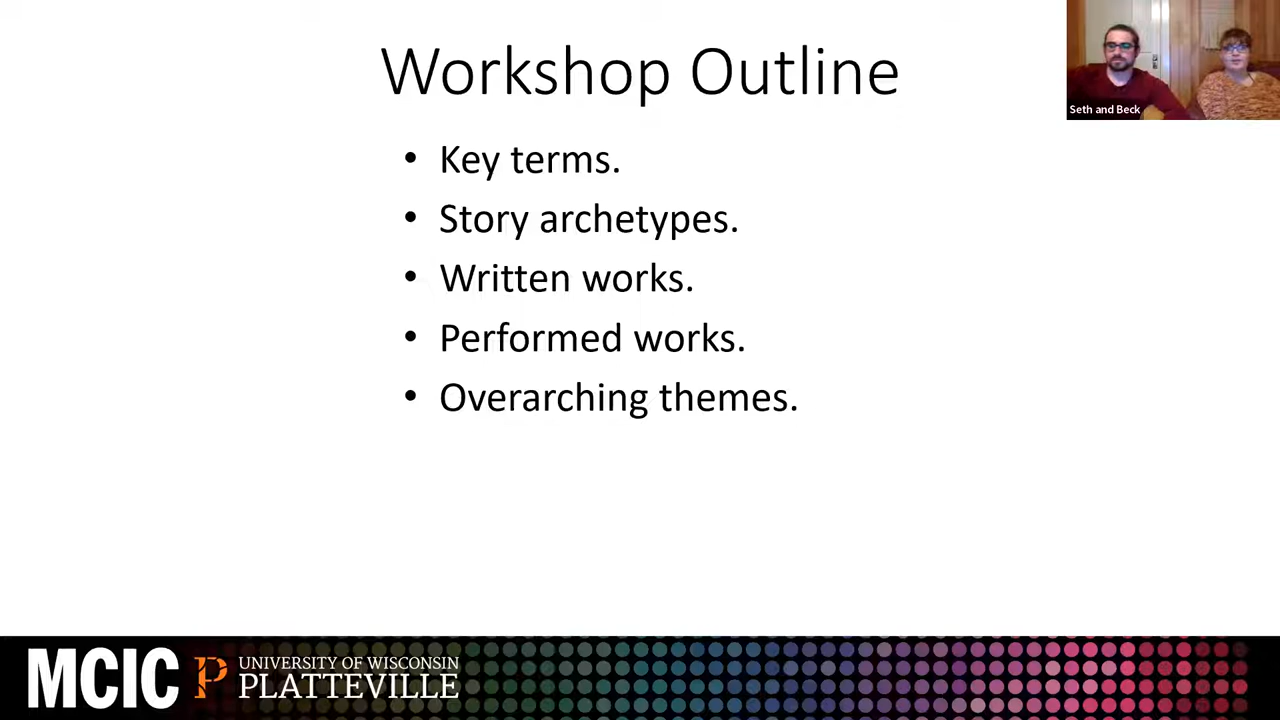 Workshop Outline
Seth and Beck
• Key terms.
• Story archetypes.
• Written works.
• Performed works.
• Overarching themes.
MCIC
P
UNIVERSITY OF WISCONSIN
PLATTEVILLE